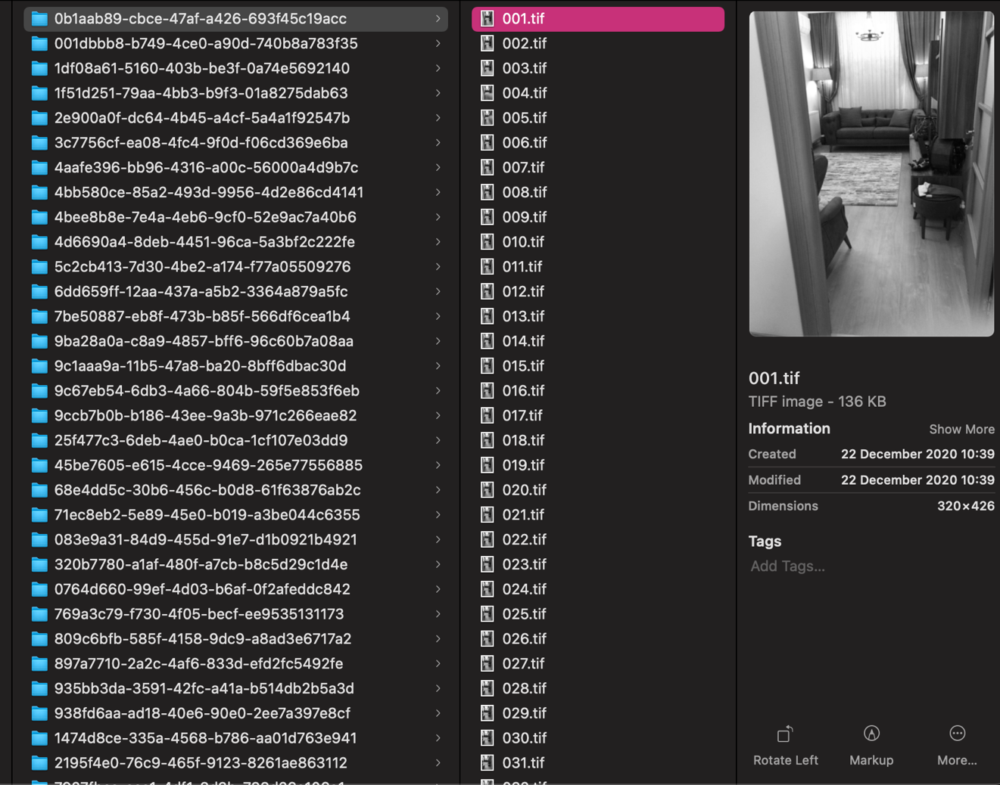 0b1aab89-cbce-47af-a426-693f45c19acc
001dbbb8-b749-4ce0-a90d-740b8a783f35
1df08a61-5160-403b-be3f-0a74e5692140
1f51d251-79aa-4bb3-b9f3-01a8275dab63
2e900a0f-dc64-4b45-a4cf-5a4a1f92547b
3c7756cf-ea08-4fc4-9f0d-f06cd369e6ba
4aafe396-bb96-4316-a00c-56000a4d9b7c
4bb580ce-85a2-493d-9956-4d2e86cd4141
4bee8b8e-7e4a-4eb6-9cf0-52e9ac7a40b6
4d6690a4-8deb-4451-96ca-5a3bf2c222fe
5c2cb413-7d30-4be2-a174-f77a05509276
6dd659ff-12aa-437a-a5b2-3364a879a5fc
7be50887-eb8f-473b-b85f-566df6cea1b4
9ba28a0a-c8a9-4857-bff6-96c60b7a08aa
9c1aaa9a-11b5-47a8-ba20-8bff6dbac30d
9c67eb54-6db3-4a66-804b-59f5e853f6eb
9ccb7b0b-b186-43ee-9a3b-971c266eae82
25f477c3-6deb-4ae0-b0ca-1cf107e03dd9
45be7605-e615-4cce-9469-265e77556885
68e4dd5c-30b6-456c-b0d8-61f63876ab2c
71ec8eb2-5e89-45e0-b019-a3be044c6355
083e9a31-84d9-455d-91e7-d1b0921b4921
320b7780-a1af-480f-a7cb-b8c5d29c1d4e
0764d660-99ef-4d03-b6af-0f2afeddc842
769a3c79-f730-4f05-becf-ee9535131173
809c6bfb-585f-4158-9dc9-a8ad3e6717a2
897a7710-2a2c-4af6-833d-efd2fc5492fe
935bb3da-3591-42fc-a41a-b514db2b5a3d
938fd6aa-ad18-40e6-90e0-2ee7a397e8cf
1474d8ce-335a-4568-b786-aa01d763e941
2195f4e0-76c9-465f-9123-8261ae863112
001.tif
002.tif
003.tif
004.tif
005.tif
006.tif
007.tif
008.tif
009.tif
010.tif
011.tif
012.tif
013.tif
014.tif
015.tif
016.tif
017.tif
018.tif
019.tif
020.tif
021.tif
022.tif
023.tif
024.tif
025.tif
026.tif
027.tif
028.tif
029.tif
030.tif
031.tif
001.tif
TIFF image - 136 KB
Information Show More
Created 22 December 2020 10:39
Modified 22 December 2020 10:39
Dimensions 320×426
Tags
Add Tags...
Rotate Left Markup More...